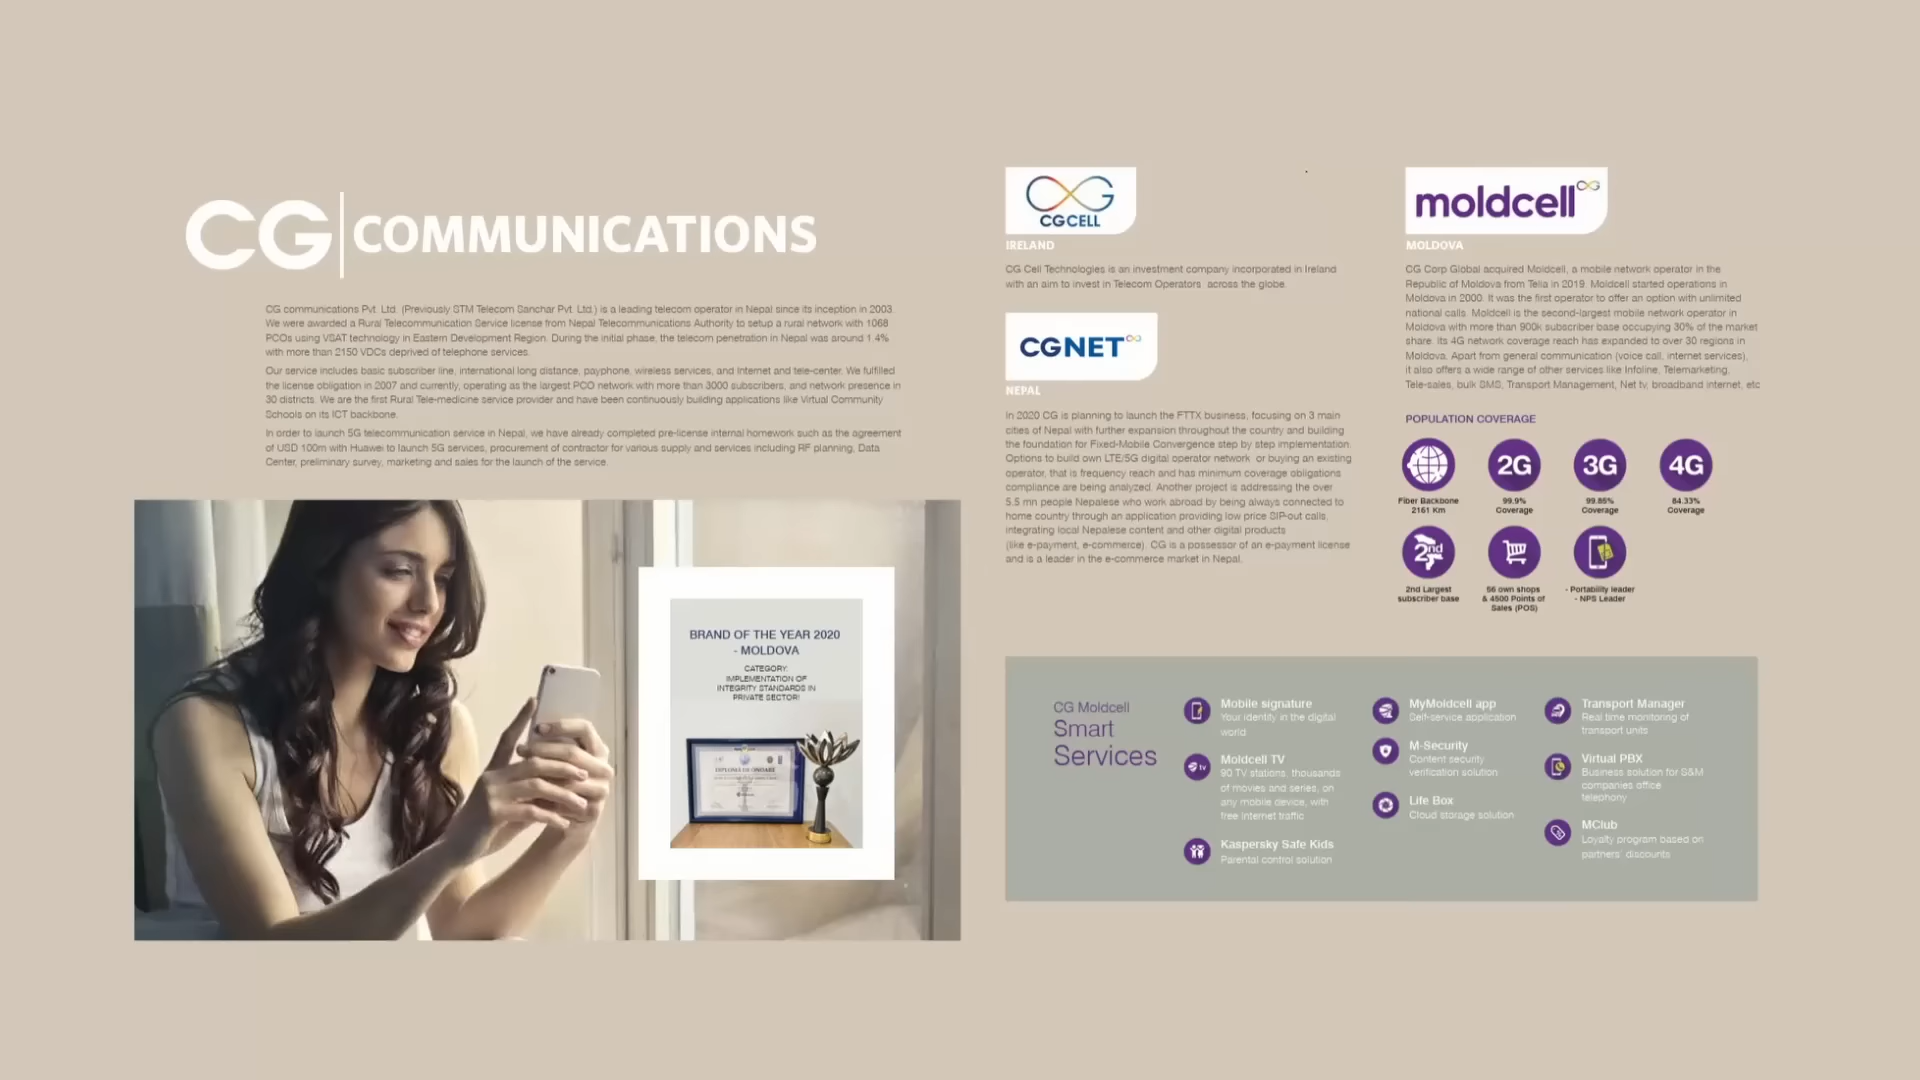 CG COMMUNICATIONS
CG communications Pvt. Ltd. (Previously STM Telecom Sanchar Pvt. Ltd.) is a leading telecom operator in Nepal since its inception in 2003.
We were awarded a Rural Telecommunication Service license from Nepal Telecommunications Authority to setup a rural network with 1068
PCOs using VSAT technology in Eastern Development Region. During the initial phase, the telecom penetration in Nepal was around 1.4%
with more than 2150 VDCs deprived of telephone services.
Our service includes basic subscriber line, international long distance, payphone, wireless services, and Internet and tele-center. We fulfilled
the license obligation in 2007 and currently, operating as the largest PCO network with more than 3000 subscribers, and network presence in
30 districts. We are the first Rural Tele-medicine service provider and have been continuously building applications like Virtual Community
Schools on its ICT backbone.
In order to launch 5G telecommunication service in Nepal, we have already completed pre-license internal homework such as the agreement
of USD 100m with Huawei to launch 5G services, procurement of contractor for various supply and services including RF planning, Data
Center, preliminary survey, marketing and sales for the launch of the service.
BRAND OF THE YEAR 2020
- MOLDOVA
CATEGORY:
IMPLEMENTATION OF
INTEGRITY STANDARDS IN
PRIVATE SECTOR!
CGCELL
IRELAND
CG Cell Technologies is an investment company incorporated in Ireland
with an aim to invest in Telecom Operators across the globe.
CGNET
NEPAL
In 2020 CG is planning to launch the FTTX business, focusing on 3 main
cities of Nepal with further expansion throughout the country and building
the foundation for Fixed-Mobile Convergence step by step implementation.
Options to build own LTE/5G digital operator network or buying an existing
operator, that is frequency reach and has minimum coverage obligations
compliance are being analyzed. Another project is addressing the over
5.5 mn people Nepalese who work abroad by being always connected to
home country through an application providing low price SIP-out calls,
integrating local Nepalese content and other digital products
(like e-payment, e-commerce). CG is a possessor of an e-payment license
and is a leader in the e-commerce market in Nepal.
moldcell
MOLDOVA
CG Corp Global acquired Moldcell, a mobile network operator in the
Republic of Moldova from Telia in 2019. Moldcell started operations in
Moldova in 2000. It was the first operator to offer an option with unlimited
national calls. Moldcell is the second-largest mobile network operator in
Moldova with more than 900k subscriber base occupying 30% of the market
share. Its 4G network coverage reach has expanded to over 30 regions in
Moldova. Apart from general communication (voice call, internet services),
it also offers a wide range of other services like Infoline, Telemarketing,
Tele-sales, bulk SMS, Transport Management, Net tv, broadband internet, etc
POPULATION COVERAGE
2G 3G 4G
Fiber Backbone
2161 Km
99.9%
Coverage
99.85%
Coverage
84.33%
Coverage
2nd
2nd Largest
subscriber base
56 own shops
& 4500 Points of
Sales (POS)
- Portability leader
- NPS Leader
CG Moldcell
Smart
Services
Mobile signature
Your identity in the digital
world
tv
Moldcell TV
90 TV stations, thousands
of movies and series, on
any mobile device, with
free internet traffic
Kaspersky Safe Kids
Parental control solution
MyMoldcell app
Self-service application
M-Security
Content security
verification solution
Life Box
Cloud storage solution
Transport Manager
Real time monitoring of
transport units
Virtual PBX
Business solution for S&M
companies office
telephony
MClub
Loyalty program based on
partners' discounts